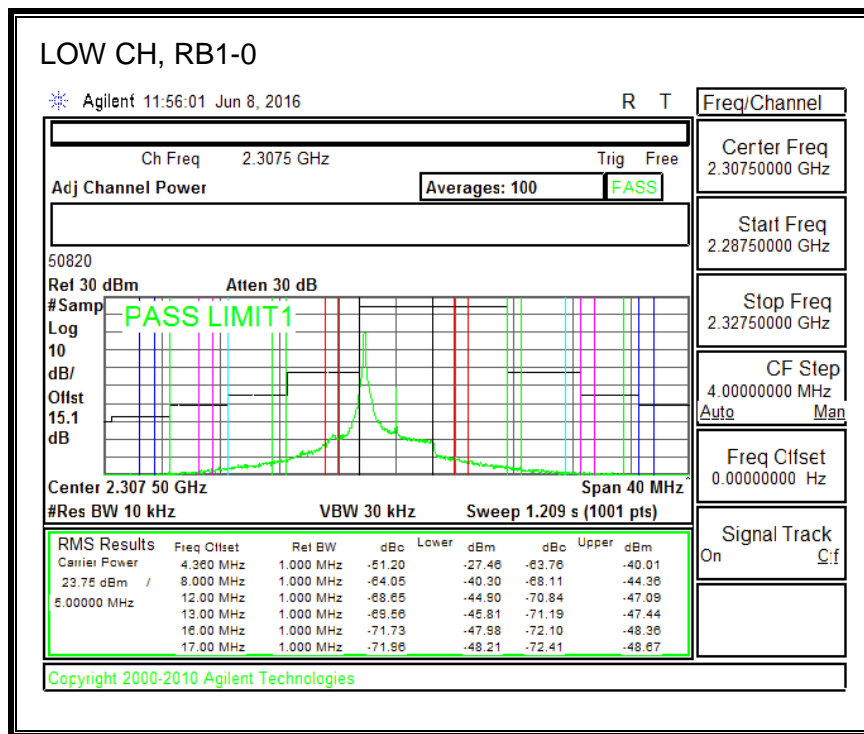 LOW CH, RB1-0
Agilent 11:56:01 Jun 8, 2016 R T
Freq/Channel
Ch Freq 2.3075 GHz Trig Free
Adj Channel Power Averages: 100 PASS
Center Freq
2.30750000 GHz
Start Freq
2.28750000 GHz
Stop Freq
2.32750000 GHz
CF Step
4.00000000 MHz
Auto Man
Freq Offset
0.00000000 Hz
Signal Track
On Off
50820
Ref 30 dBm Atten 30 dB
#Samp
Log
10
dB/
Offst
15.1
dB
PASS LIMIT1
Center 2.307 50 GHz Span 40 MHz
#Res BW 10 kHz VBW 30 kHz Sweep 1.209 s (1001 pts)
RMS Results Freq Offset Ref BW dBc Lower dBm dBc Upper dBm
Carrier Power 4.360 MHz 1.000 MHz -51.20 -27.46 -63.76 -40.01
23.75 dBm / 8.000 MHz 1.000 MHz -64.05 -40.30 -68.11 -44.36
5.00000 MHz 12.00 MHz 1.000 MHz -68.65 -44.90 -70.84 -47.09
13.00 MHz 1.000 MHz -69.56 -45.81 -71.19 -47.44
16.00 MHz 1.000 MHz -71.73 -47.98 -72.10 -48.36
17.00 MHz 1.000 MHz -71.96 -48.21 -72.41 -48.67
Copyright 2000-2010 Agilent Technologies